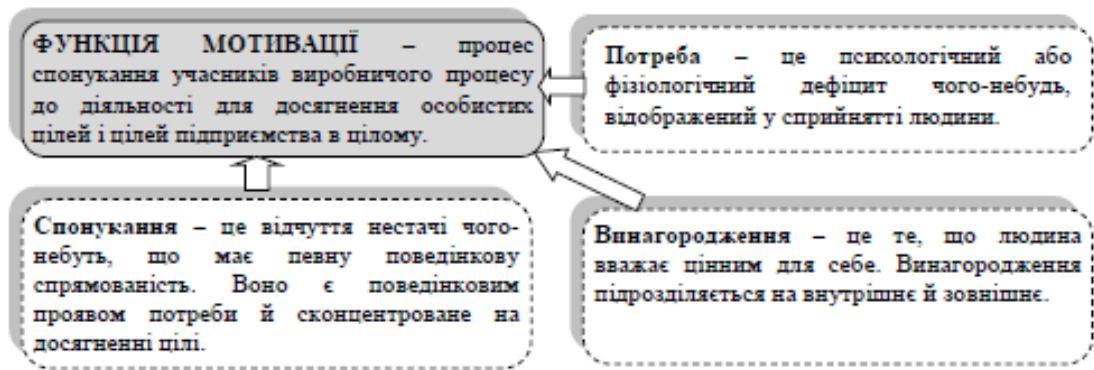 ФУНКЦІЯ МОТИВАЦІЇ – процес
спонукання учасників виробничого процесу
до діяльності для досягнення особистих
цілей і цілей підприємства в цілому.
Потреба – це психологічний або
фізіологічний дефіцит чого-небудь,
відображений у сприйнятті людини.
Спонукання – це відчуття нестачі чого-
небуть, що має певну поведінкову
спрямованість. Воно є поведінковим
проявом потреби й сконцентроване на
досягненні цілі.
Винагородження – це те, що людина
вважає цінним для себе. Винагородження
підрозділяється на внутрішнє й зовнішнє.